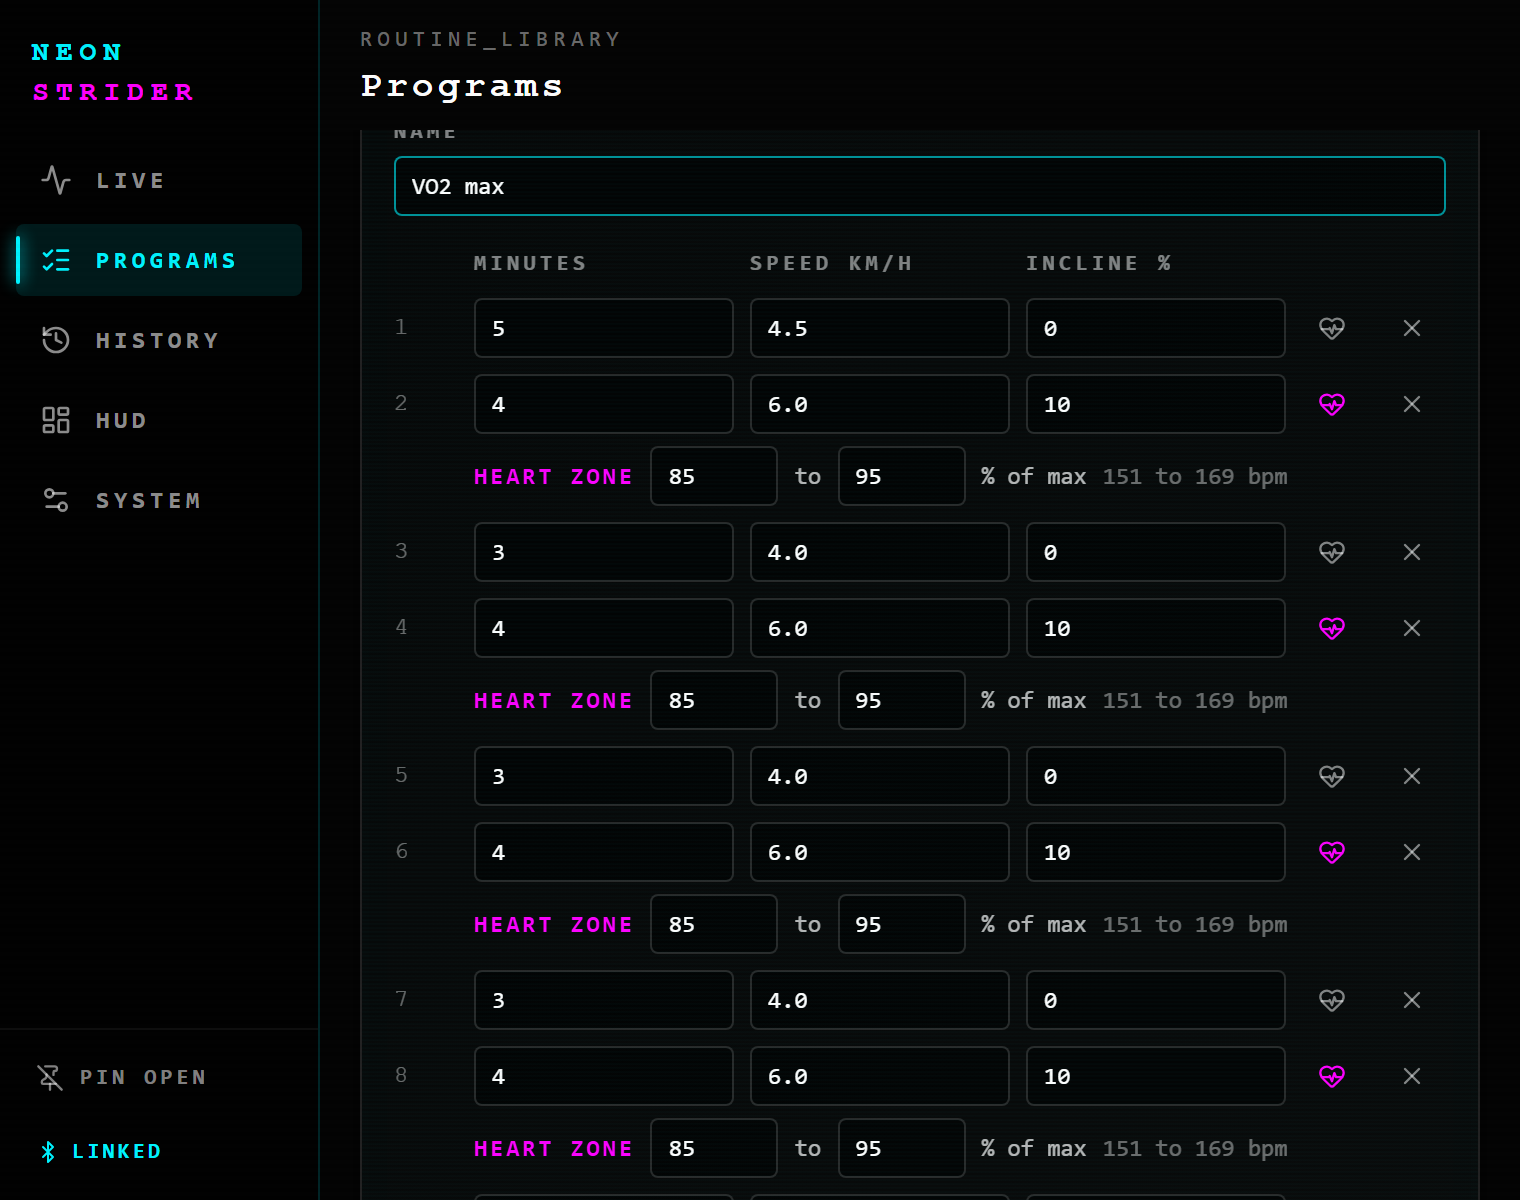 NEON
STRIDER
LIVE
PROGRAMS
HISTORY
HUD
SYSTEM
PIN OPEN
LINKED
ROUTINE_LIBRARY
Programs
NAME
VO2 max
MINUTES SPEED KM/H INCLINE %
1 5 4.5 0
2 4 6.0 10
HEART ZONE 85 to 95 % of max 151 to 169 bpm
3 3 4.0 0
4 4 6.0 10
HEART ZONE 85 to 95 % of max 151 to 169 bpm
5 3 4.0 0
6 4 6.0 10
HEART ZONE 85 to 95 % of max 151 to 169 bpm
7 3 4.0 0
8 4 6.0 10
HEART ZONE 85 to 95 % of max 151 to 169 bpm